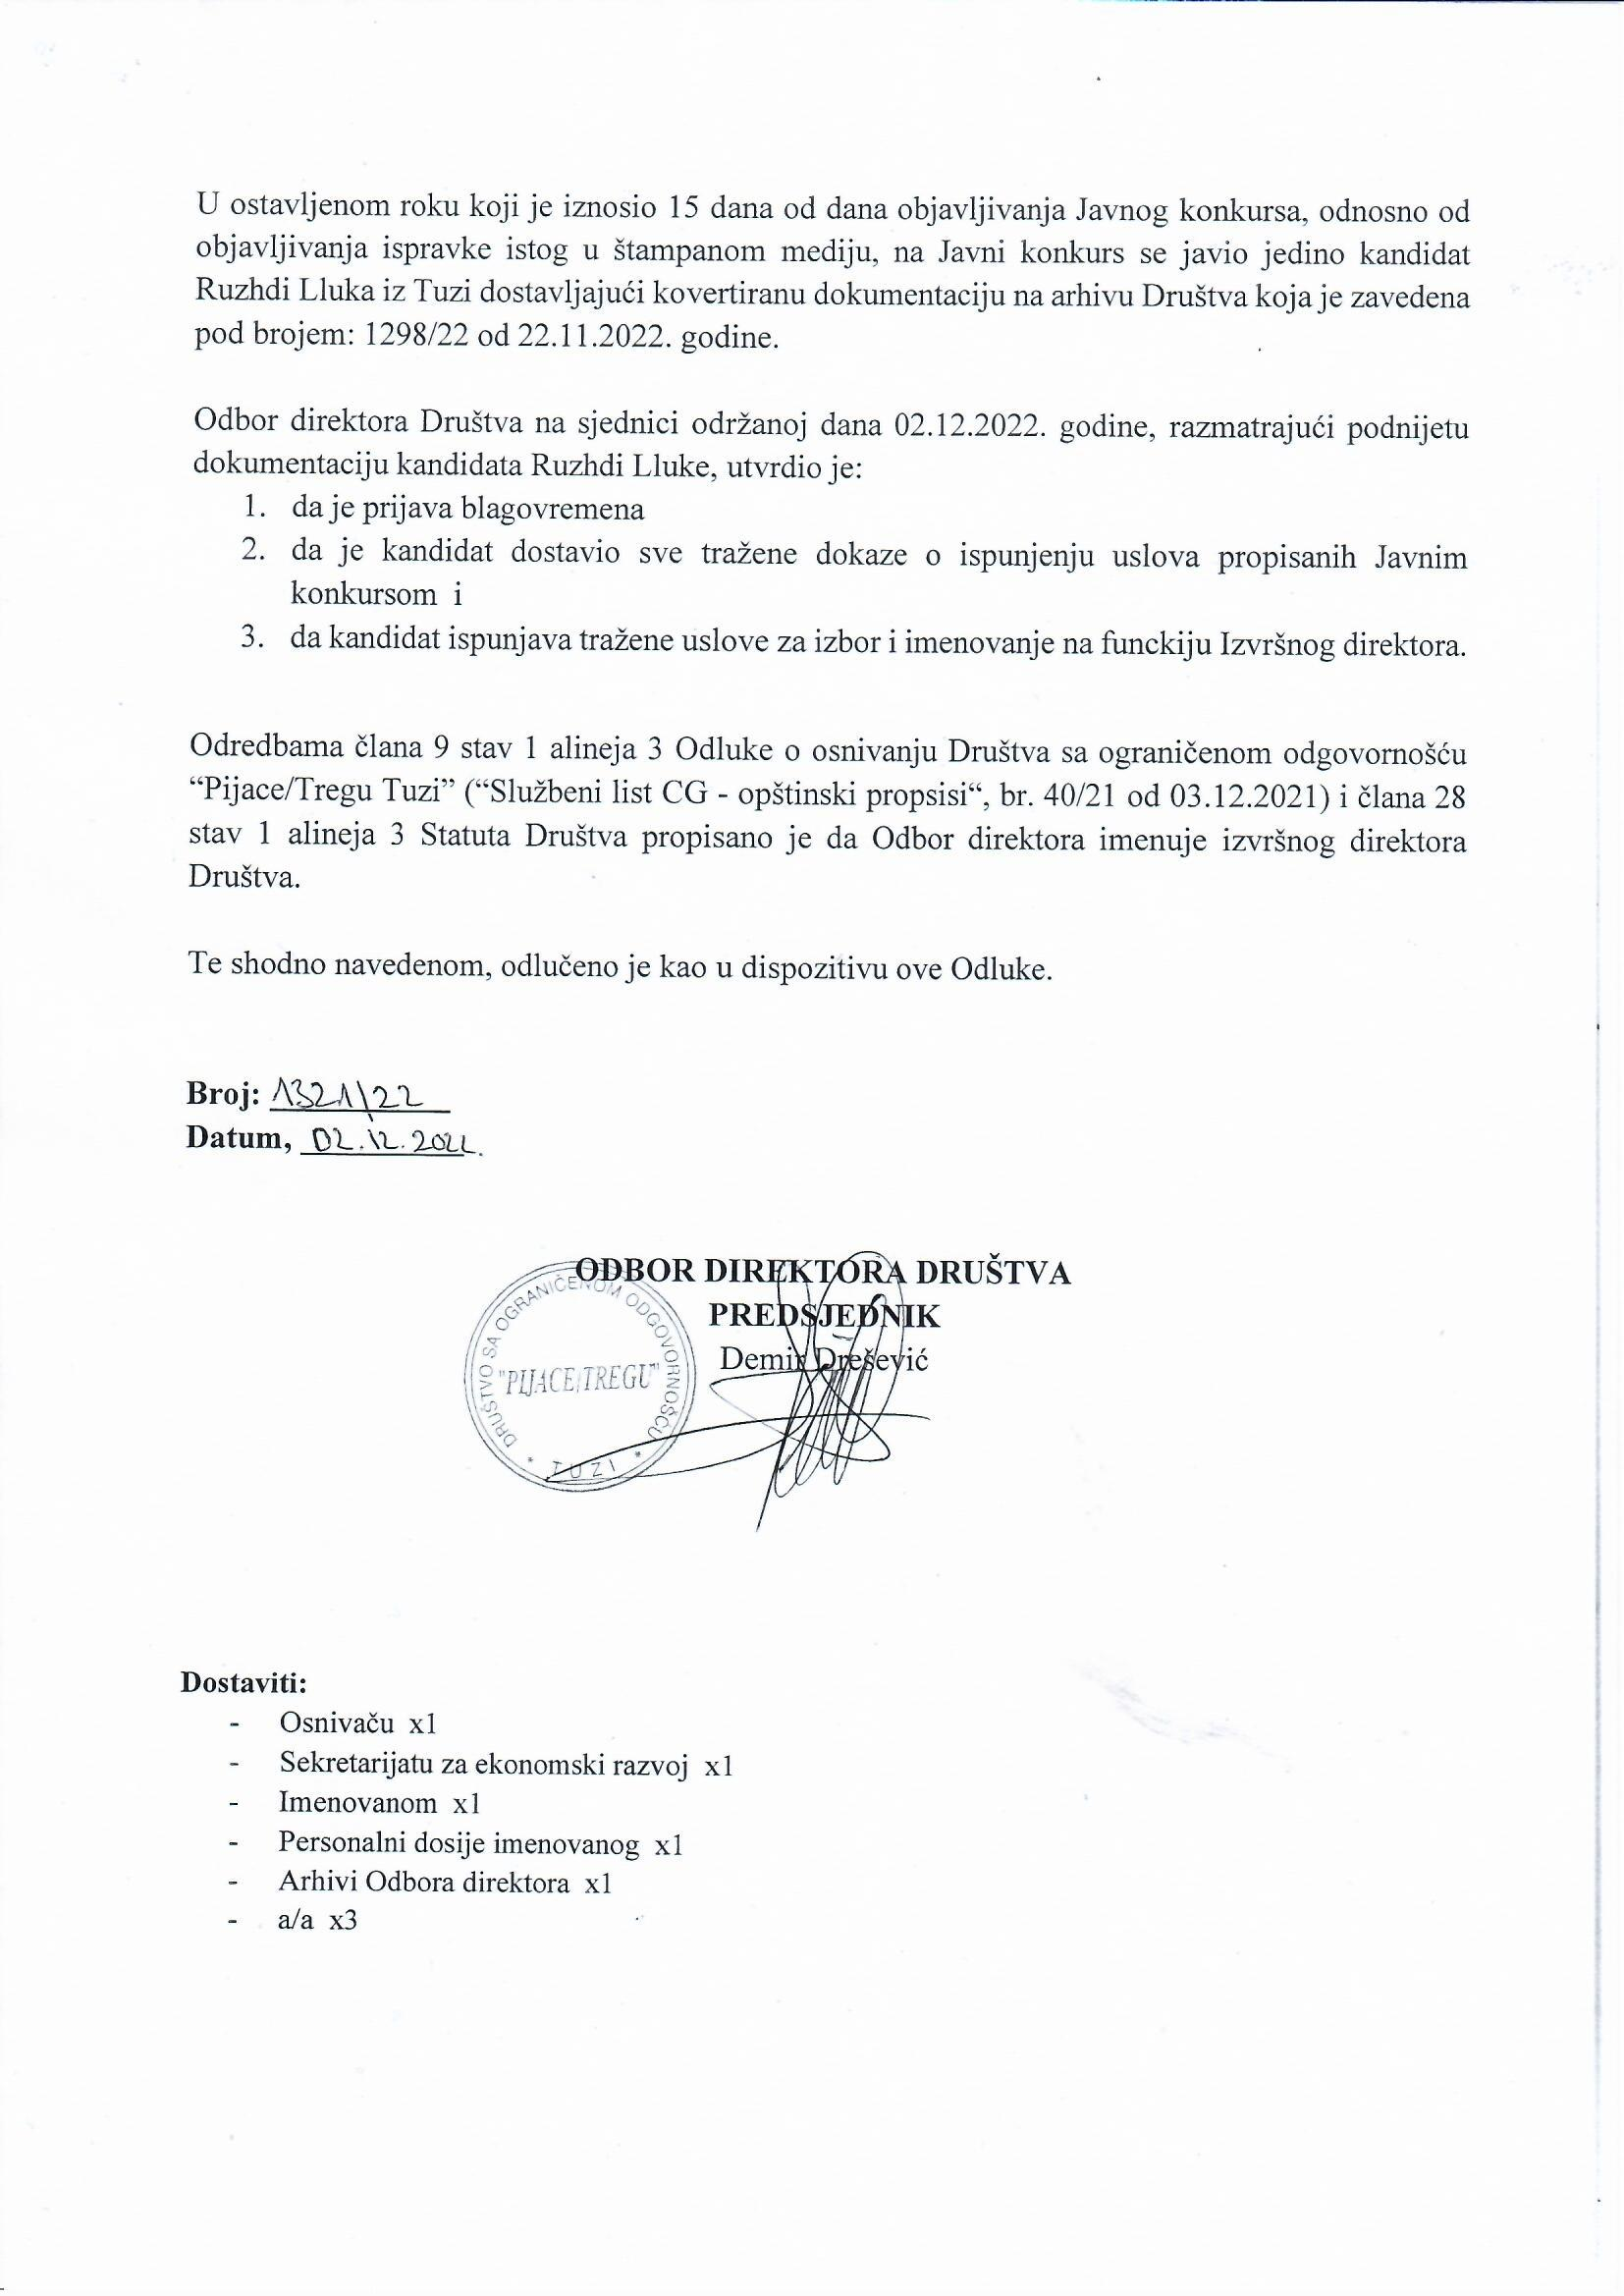 U ostavljenom roku koji je iznosio 15 dana od dana objavljivanja Javnog konkursa, odnosno od
objavljivanja ispravke istog u štampanom mediju, na Javni konkurs se javio jedino kandidat
Ruzhdi Lluka iz Tuzi dostavljajući kovertiranu dokumentaciju na arhivu Društva koja je zavedena
pod brojem: 1298/22 od 22.11.2022. godine.
Odbor direktora Društva na sjednici održanoj dana 02.12.2022. godine, razmatrajući podnijetu
dokumentaciju kandidata Ruzhdi Lluke, utvrdio je:
1. da je prijava blagovremena
2. da je kandidat dostavio sve tražene dokaze o ispunjenju uslova propisanih Javnim
konkursom i
3. da kandidat ispunjava tražene uslove za izbor i imenovanje na funckiju Izvršnog direktora.
Odredbama člana 9 stav 1 alineja 3 Odluke o osnivanju Društva sa ograničenom odgovornošću
“Pijace/Tregu Tuzi” (“Službeni list CG - opštinski propsisi“, br. 40/21 od 03.12.2021) i člana 28
stav 1 alineja 3 Statuta Društva propisano je da Odbor direktora imenuje izvršnog direktora
Društva.
Te shodno navedenom, odlučeno je kao u dispozitivu ove Odluke.
Broj: 1321\22
Datum, 02.12.2022.
ODBOR DIREKTORA DRUŠTVA
PREDSJEDNIK
Demir Drešević
DRUŠTVO SA OGRANIČENOM ODGOVORNOŠĆU
"PIJACE/TREGU"
* TUZI *
Dostaviti:
- Osnivaču x1
- Sekretarijatu za ekonomski razvoj x1
- Imenovanom x1
- Personalni dosije imenovanog x1
- Arhivi Odbora direktora x1
- a/a x3